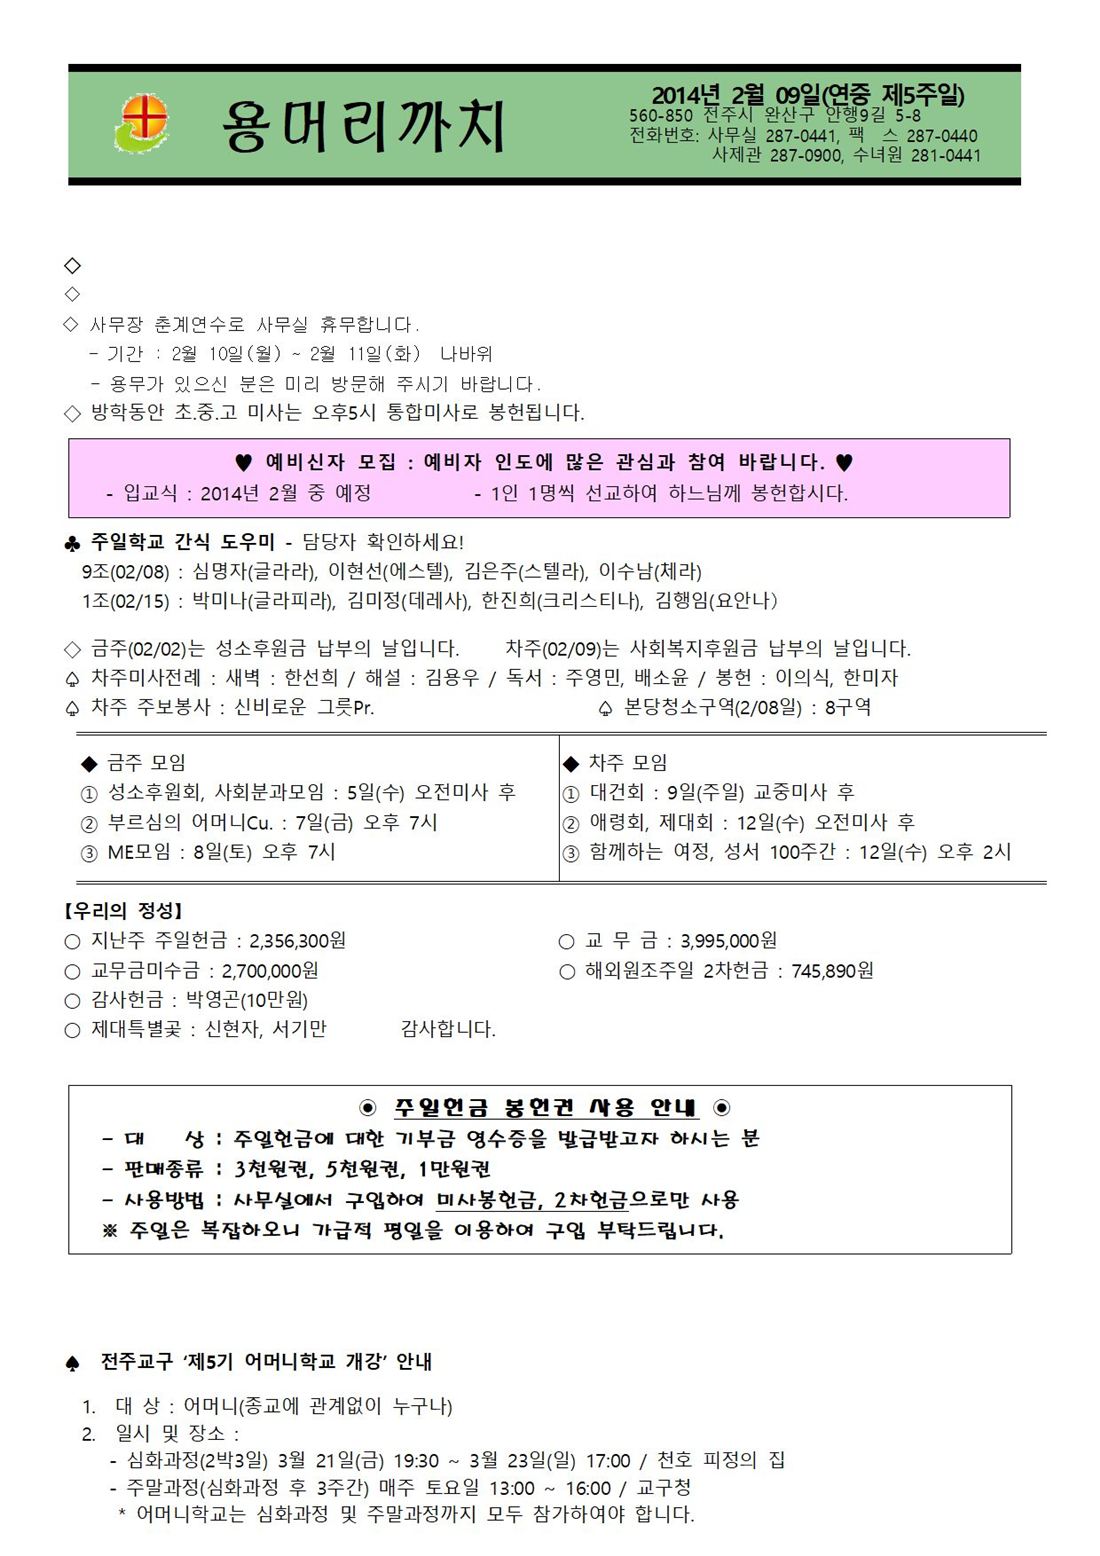 용머리까치
2014년 2월 09일(연중 제5주일)
560-850 전주시 완산구 안행9길 5-8
전화번호: 사무실 287-0441, 팩 스 287-0440
사제관 287-0900, 수녀원 281-0441
◇
◇
◇ 사무장 춘계연수로 사무실 휴무합니다.
- 기간 : 2월 10일(월) ~ 2월 11일(화) 나바위
- 용무가 있으신 분은 미리 방문해 주시기 바랍니다.
◇ 방학동안 초.중.고 미사는 오후5시 통합미사로 봉헌됩니다.
♥ 예비신자 모집 : 예비자 인도에 많은 관심과 참여 바랍니다. ♥
- 입교식 : 2014년 2월 중 예정 - 1인 1명씩 선교하여 하느님께 봉헌합시다.
♣ 주일학교 간식 도우미 - 담당자 확인하세요!
9조(02/08) : 심명자(글라라), 이현선(에스텔), 김은주(스텔라), 이수남(체라)
1조(02/15) : 박미나(글라피라), 김미정(데레사), 한진희(크리스티나), 김행임(요안나)
◇ 금주(02/02)는 성소후원금 납부의 날입니다. 차주(02/09)는 사회복지후원금 납부의 날입니다.
♤ 차주미사전례 : 새벽 : 한선희 / 해설 : 김용우 / 독서 : 주영민, 배소윤 / 봉헌 : 이의식, 한미자
♤ 차주 주보봉사 : 신비로운 그릇Pr. ♤ 본당청소구역(2/08일) : 8구역
◆ 금주 모임
① 성소후원회, 사회분과모임 : 5일(수) 오전미사 후
② 부르심의 어머니Cu. : 7일(금) 오후 7시
③ ME모임 : 8일(토) 오후 7시
◆ 차주 모임
① 대건회 : 9일(주일) 교중미사 후
② 애령회, 제대회 : 12일(수) 오전미사 후
③ 함께하는 여정, 성서 100주간 : 12일(수) 오후 2시
【우리의 정성】
○ 지난주 주일헌금 : 2,356,300원 ○ 교 무 금 : 3,995,000원
○ 교무금미수금 : 2,700,000원 ○ 해외원조주일 2차헌금 : 745,890원
○ 감사헌금 : 박영곤(10만원)
○ 제대특별꽃 : 신현자, 서기만 감사합니다.
◉ 주일헌금 봉헌권 사용 안내 ◉
- 대 상 : 주일헌금에 대한 기부금 영수증을 발급받고자 하시는 분
- 판매종류 : 3천원권, 5천원권, 1만원권
- 사용방법 : 사무실에서 구입하여 미사봉헌금, 2차헌금으로만 사용
※ 주일은 복잡하오니 가급적 평일을 이용하여 구입 부탁드립니다.
♠ 전주교구 ‘제5기 어머니학교 개강’ 안내
1. 대 상 : 어머니(종교에 관계없이 누구나)
2. 일시 및 장소 :
- 심화과정(2박3일) 3월 21일(금) 19:30 ~ 3월 23일(일) 17:00 / 천호 피정의 집
- 주말과정(심화과정 후 3주간) 매주 토요일 13:00 ~ 16:00 / 교구청
* 어머니학교는 심화과정 및 주말과정까지 모두 참가하여야 합니다.